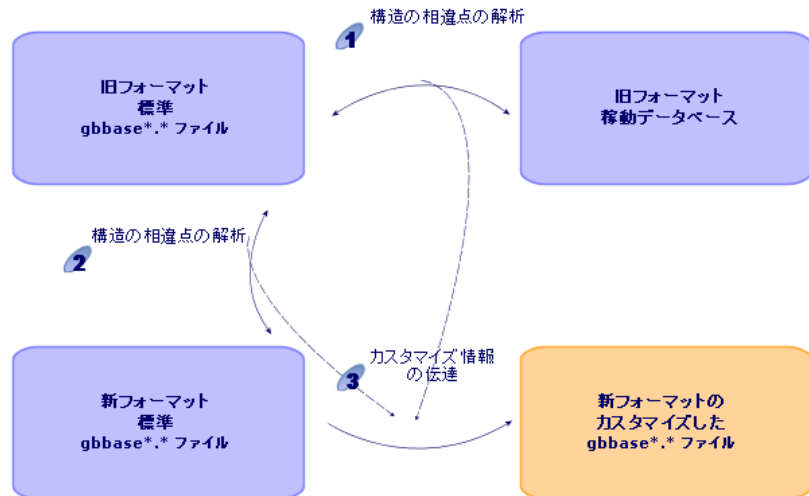 構造の相違点の解析
1
旧フォーマット
標準
gbbase*.* ファイル
旧フォーマット
稼動データベース
構造の相違点の解析
2
カスタマイズ情報
の伝達
3
新フォーマット
標準
gbbase*.* ファイル
新フォーマットの
カスタマイズした
gbbase*.* ファイル